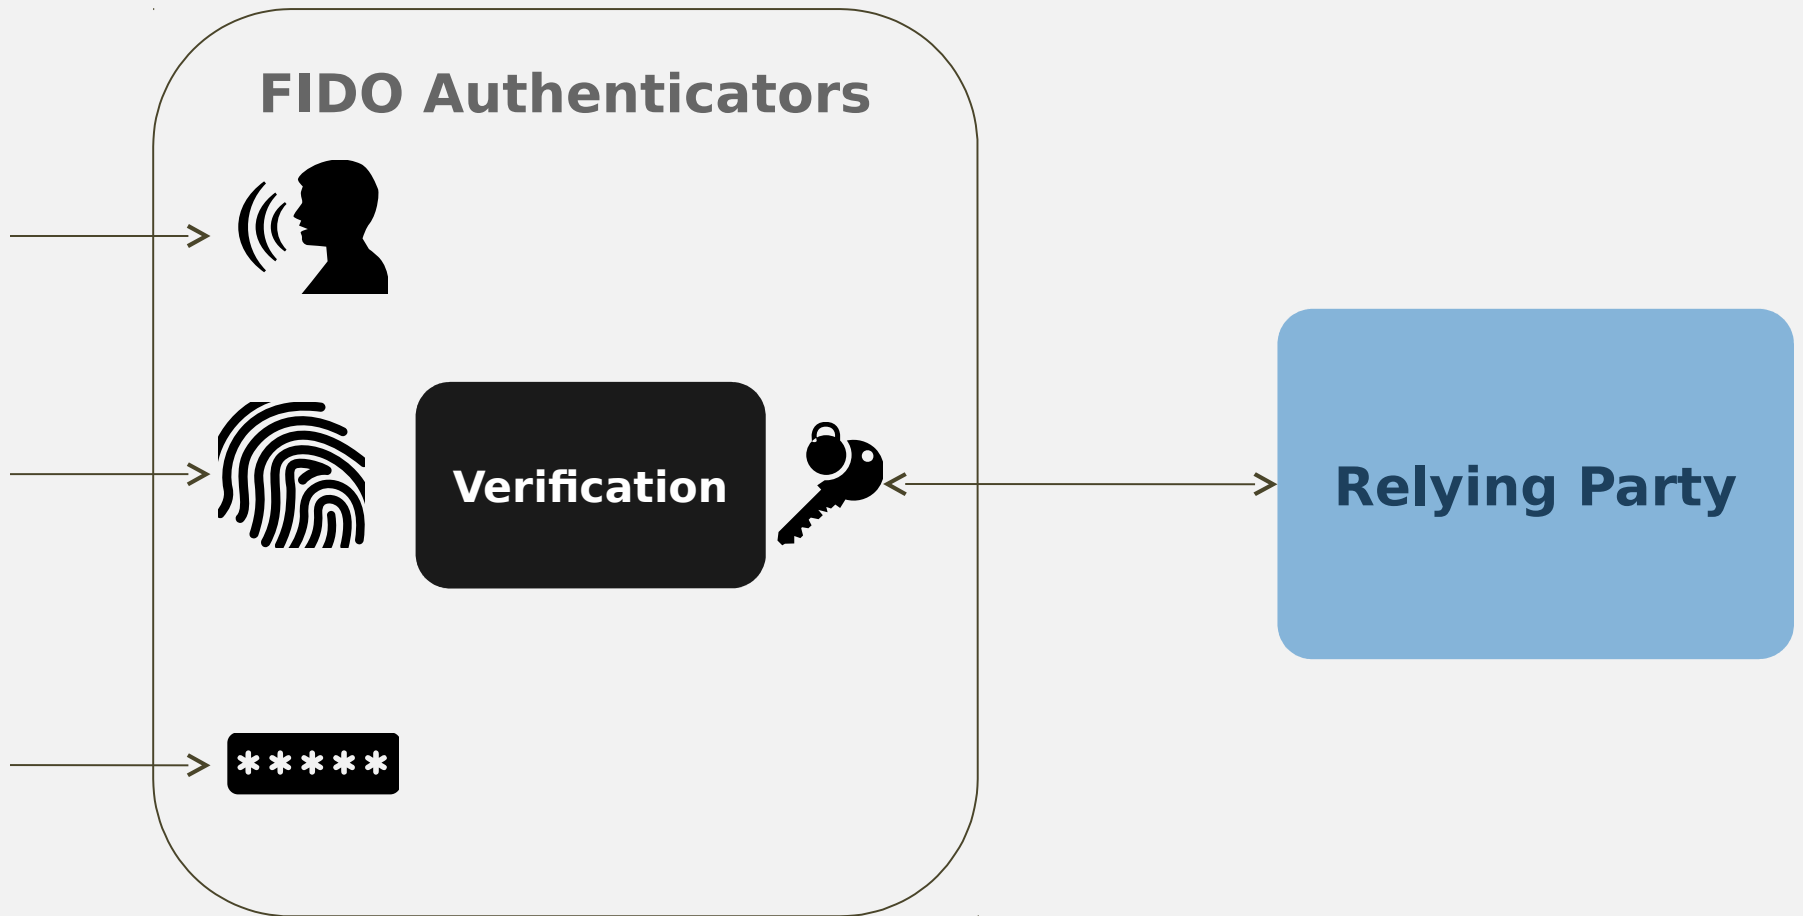 FIDO Authenticators
Verification
Relying Party
*****